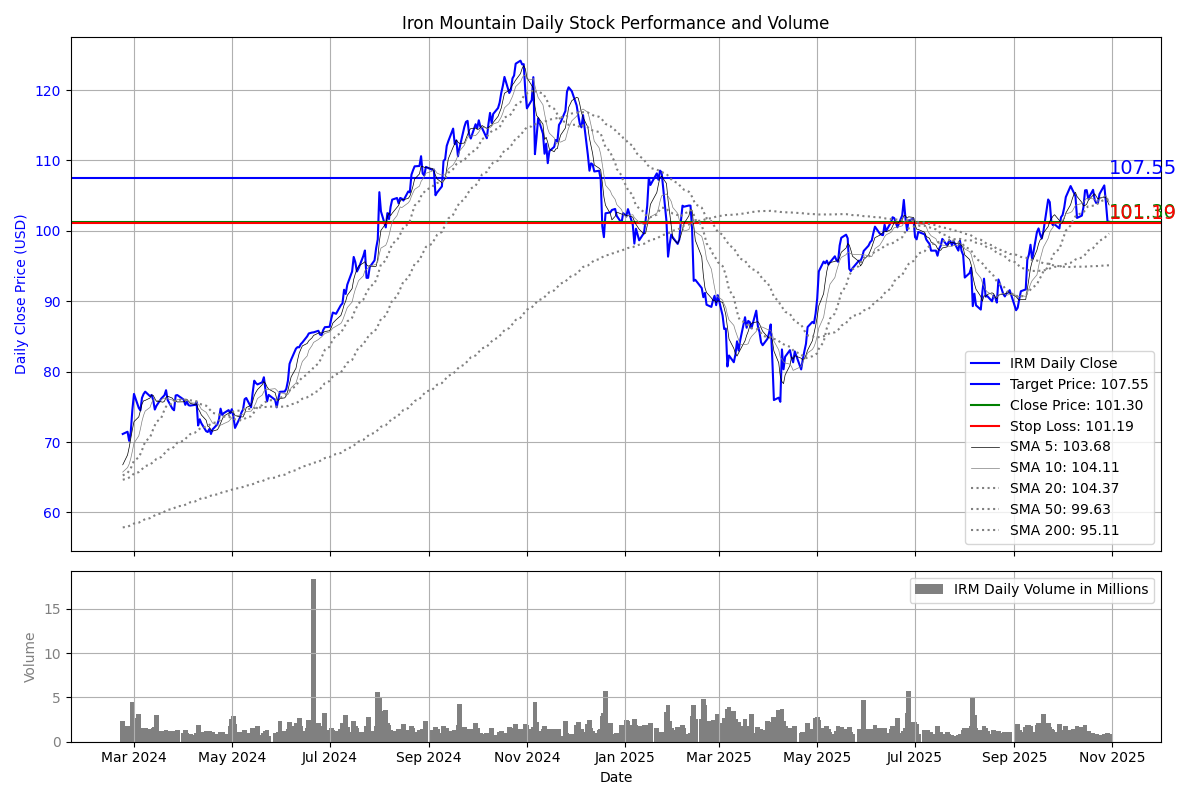 Iron Mountain Daily Stock Performance and Volume
Daily Close Price (USD)
120
110
100
90
80
70
60
107.55
101.19
IRM Daily Close
Target Price: 107.55
Close Price: 101.30
Stop Loss: 101.19
SMA 5: 103.68
SMA 10: 104.11
SMA 20: 104.37
SMA 50: 99.63
SMA 200: 95.11
Volume
15
10
5
0
IRM Daily Volume in Millions
Mar 2024 May 2024 Jul 2024 Sep 2024 Nov 2024 Jan 2025 Mar 2025 May 2025 Jul 2025 Sep 2025 Nov 2025
Date